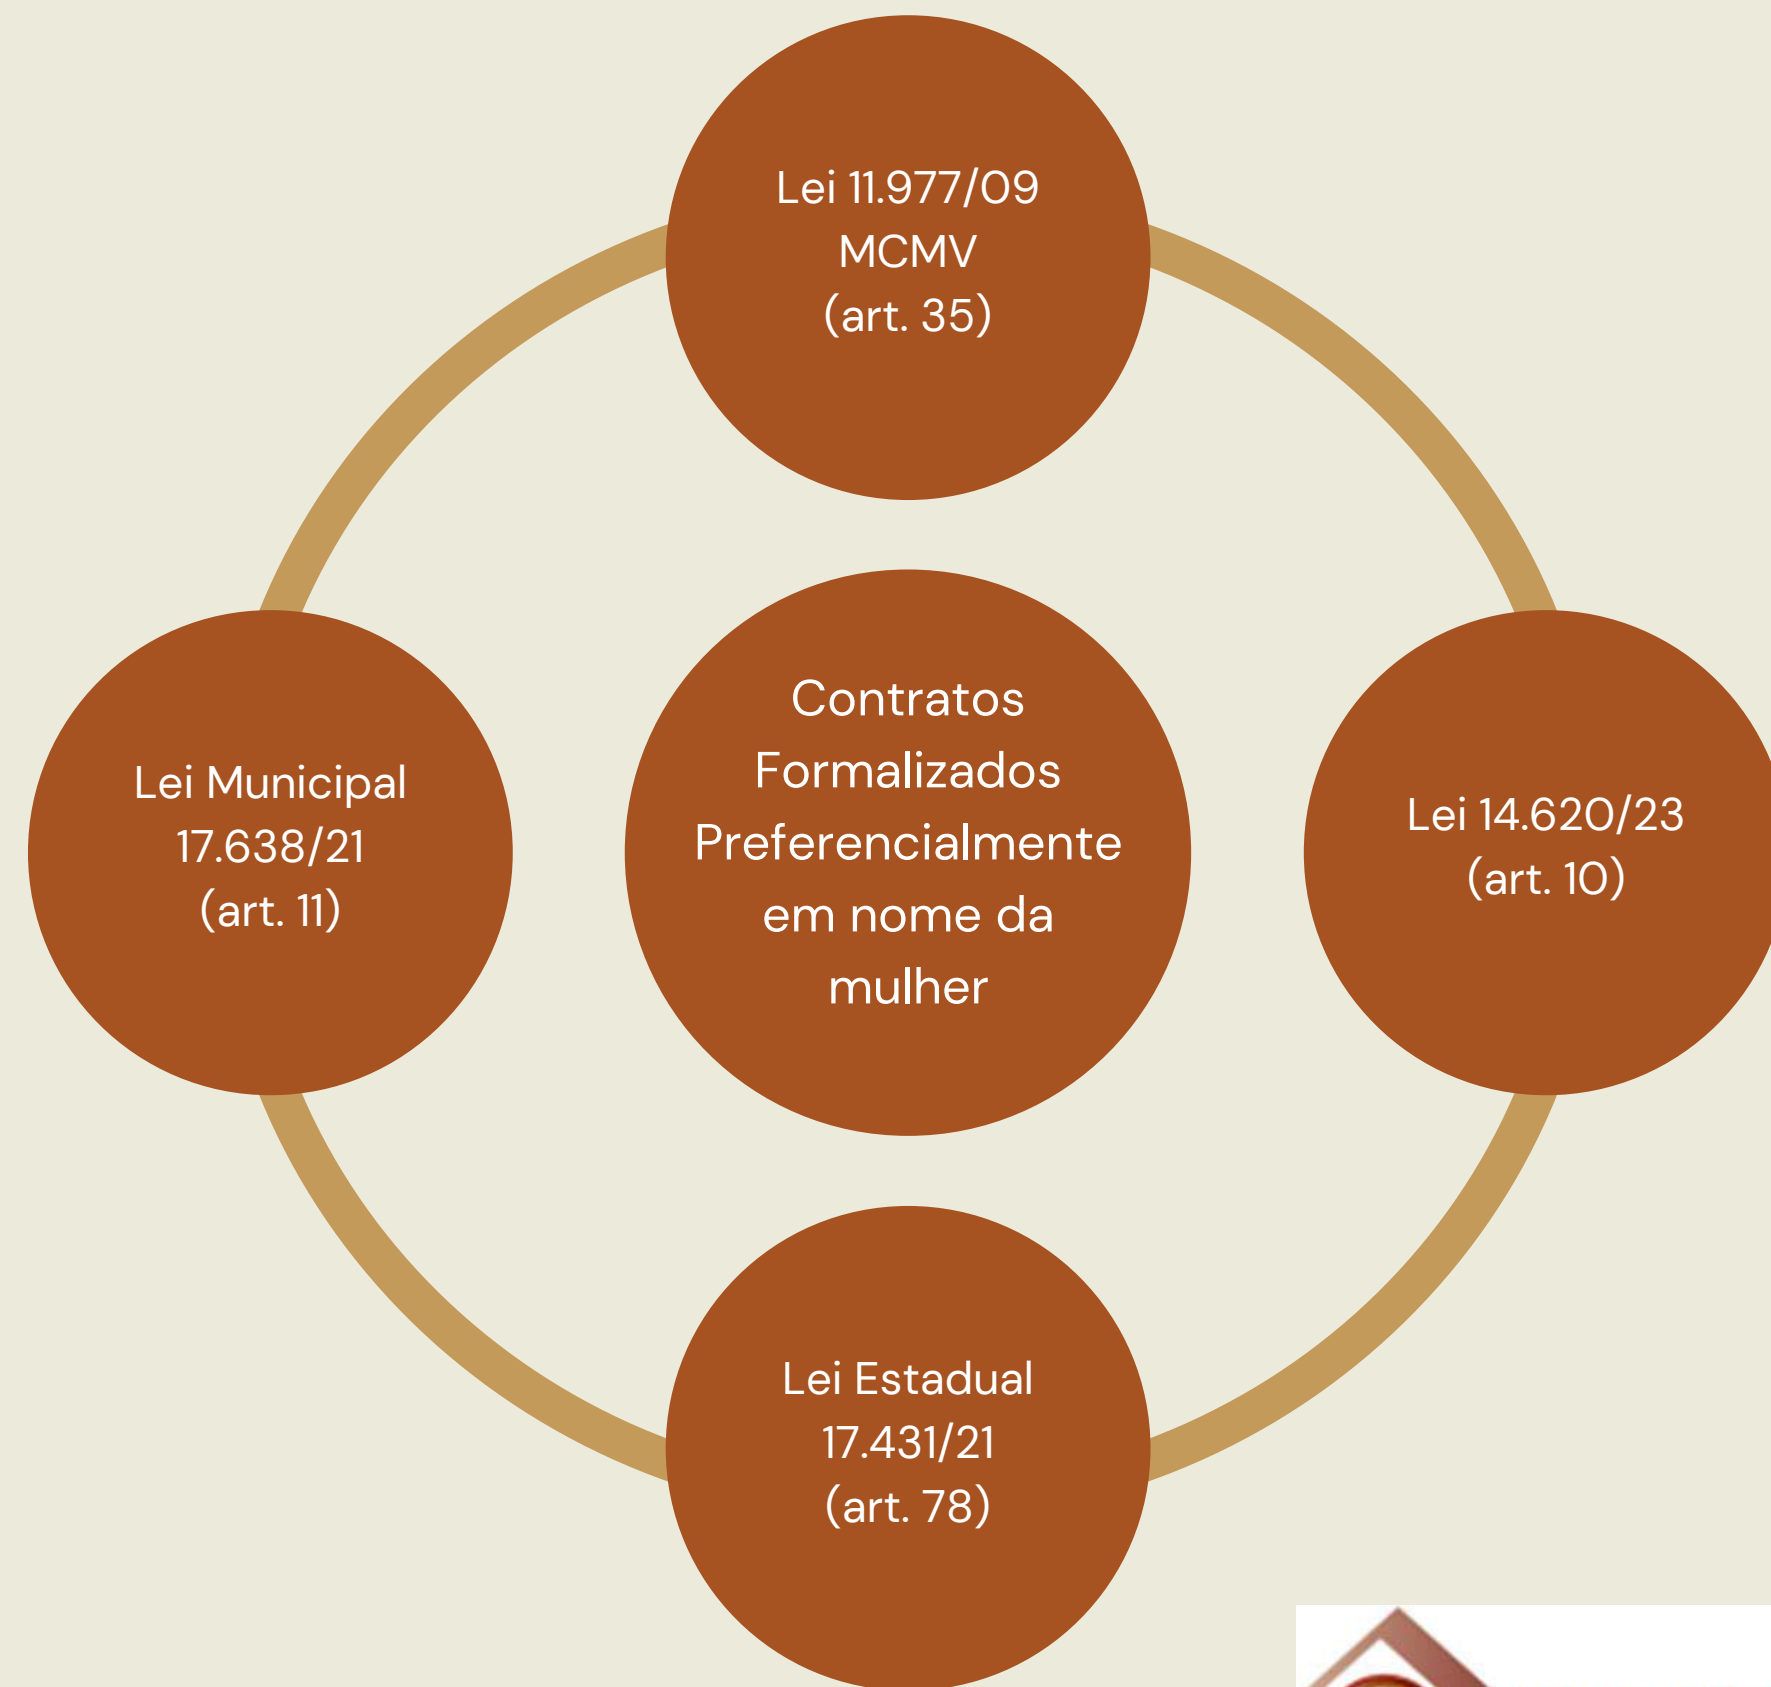 Lei 11.977/09
MCMV
(art. 35)
Contratos
Formalizados
Preferencialmente
em nome da
mulher
Lei Municipal
17.638/21
(art. 11)
Lei 14.620/23
(art. 10)
Lei Estadual
17.431/21
(art. 78)